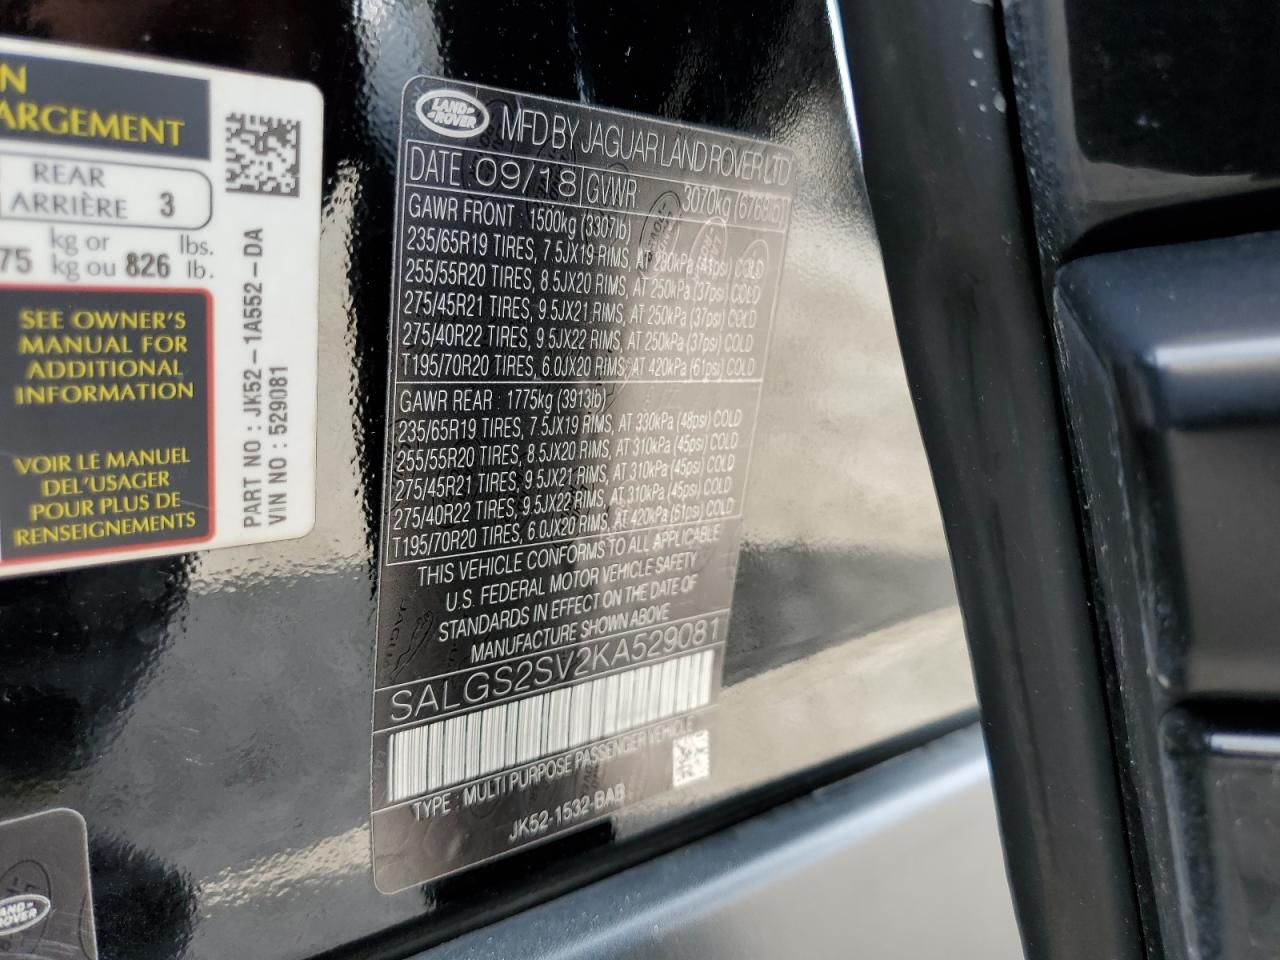 N
ARGEMENT
REAR
ARRIÈRE 3
75 kg or
kg ou 826 lbs.
lb.
SEE OWNER'S
MANUAL FOR
ADDITIONAL
INFORMATION
VOIR LE MANUEL
DEL'USAGER
POUR PLUS DE
RENSEIGNEMENTS
PART NO : JK52-1A552-DA
VIN NO : 529081
LAND-
ROVER
MFD BY JAGUAR LAND ROVER LTD
DATE 09/18 GVWR 3070kg (6768lb)
GAWR FRONT : 1500kg (3307lb)
235/65R19 TIRES, 7.5JX19 RIMS, AT 280kPa (41psi) COLD
255/55R20 TIRES, 8.5JX20 RIMS, AT 250kPa (37psi) COLD
275/45R21 TIRES, 9.5JX21 RIMS, AT 250kPa (37psi) COLD
275/40R22 TIRES, 9.5JX22 RIMS, AT 250kPa (37psi) COLD
T195/70R20 TIRES, 6.0JX20 RIMS, AT 420kPa (61psi) COLD
GAWR REAR : 1775kg (3913lb)
235/65R19 TIRES, 7.5JX19 RIMS, AT 330kPa (48psi) COLD
255/55R20 TIRES, 8.5JX20 RIMS, AT 310kPa (45psi) COLD
275/45R21 TIRES, 9.5JX21 RIMS, AT 310kPa (45psi) COLD
275/40R22 TIRES, 9.5JX22 RIMS, AT 310kPa (45psi) COLD
T195/70R20 TIRES, 6.0JX20 RIMS, AT 420kPa (61psi) COLD
THIS VEHICLE CONFORMS TO ALL APPLICABLE
U.S. FEDERAL MOTOR VEHICLE SAFETY
STANDARDS IN EFFECT ON THE DATE OF
MANUFACTURE SHOWN ABOVE
SALGS2SV2KA529081
TYPE : MULTI PURPOSE PASSENGER VEHICLE
JK52-1532-BAB
AND-
ROVER